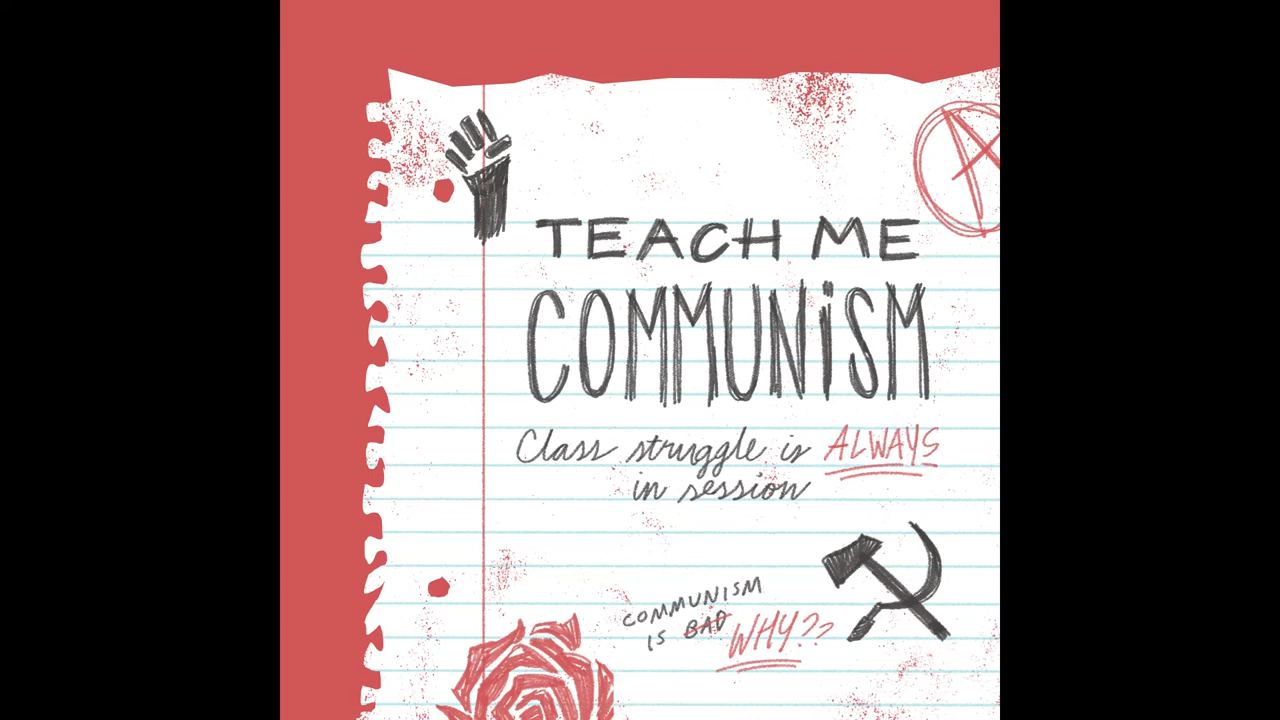 TEACH ME
COMMUNiSM
Class struggle is ALWAYS
in session
COMMUNISM
IS BAD WHY??